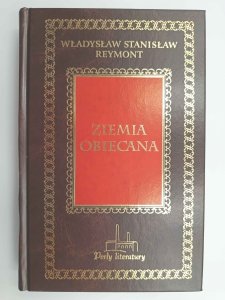 WŁADYSŁAW STANISŁAW
REYMONT
ZIEMIA
OBIECANA
Perły literatury